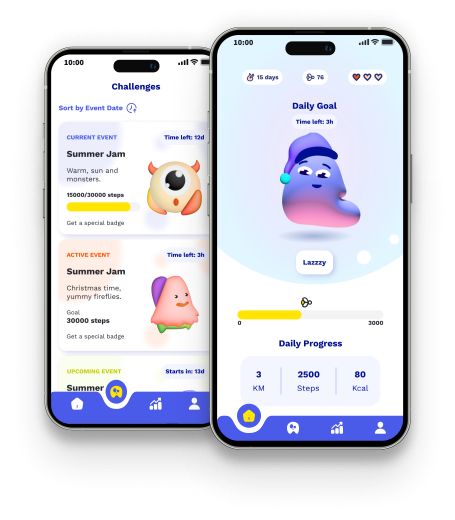 10:00
Challenges
Sort by Event Date
CURRENT EVENT
Time left: 12d
Summer Jam
Warm, sun and
monsters.
15000/30000 steps
Get a special badge
ACTIVE EVENT
Time left: 3h
Summer Jam
Christmas time,
yummy fireflies.
Goal
30000 steps
Get a special badge
UPCOMING EVENT
Starts in: 13d
Summer
10:00
15 days
76
Daily Goal
Time left: 3h
Lazzzy
0
3000
Daily Progress
3
2500
80
KM
Steps
Kcal